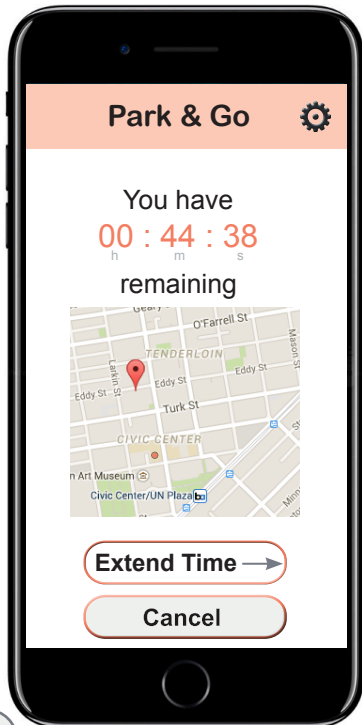 Park & Go
You have
00 : 44 : 38
h m s
remaining
Geary St
O'Farrell St
Mason St
TENDERLOIN
Larkin St
Eddy St
Eddy St
Eddy St
Turk St
CIVIC CENTER
n Art Museum
Civic Center/UN Plaza
Extend Time
Cancel